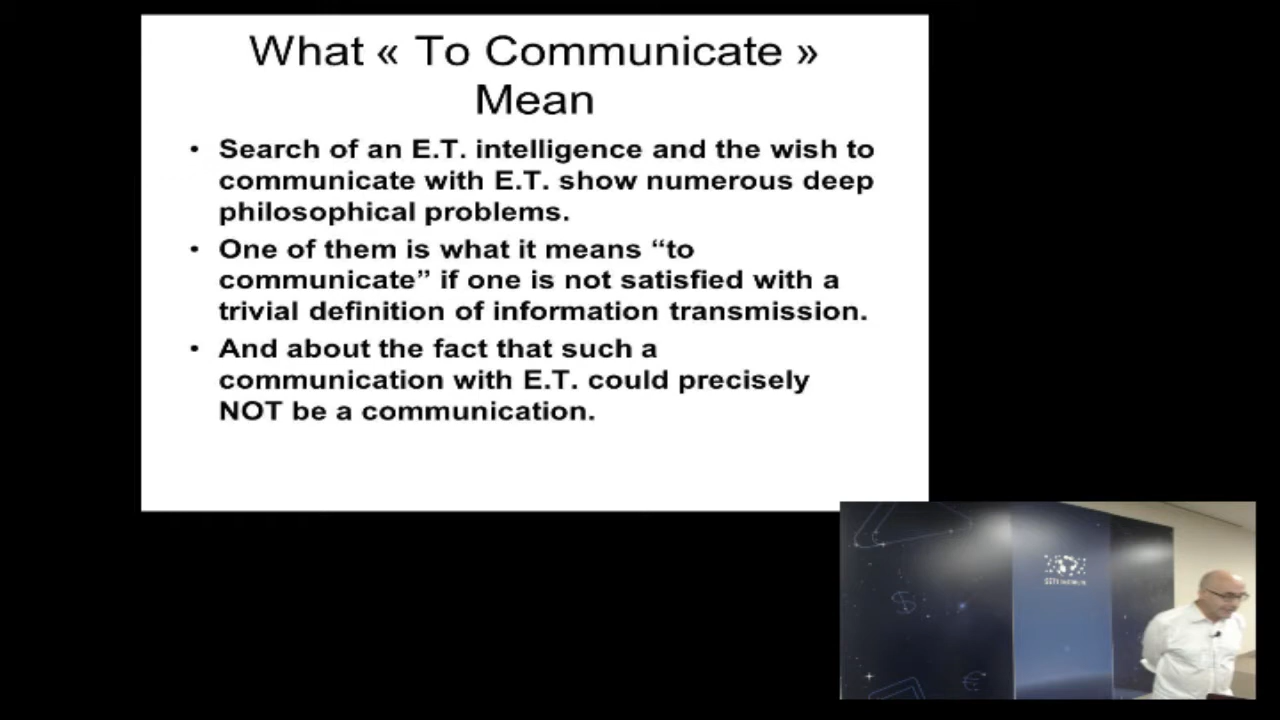 What « To Communicate »
Mean
• Search of an E.T. intelligence and the wish to
communicate with E.T. show numerous deep
philosophical problems.
• One of them is what it means “to
communicate” if one is not satisfied with a
trivial definition of information transmission.
• And about the fact that such a
communication with E.T. could precisely
NOT be a communication.
SETI INSTITUTE